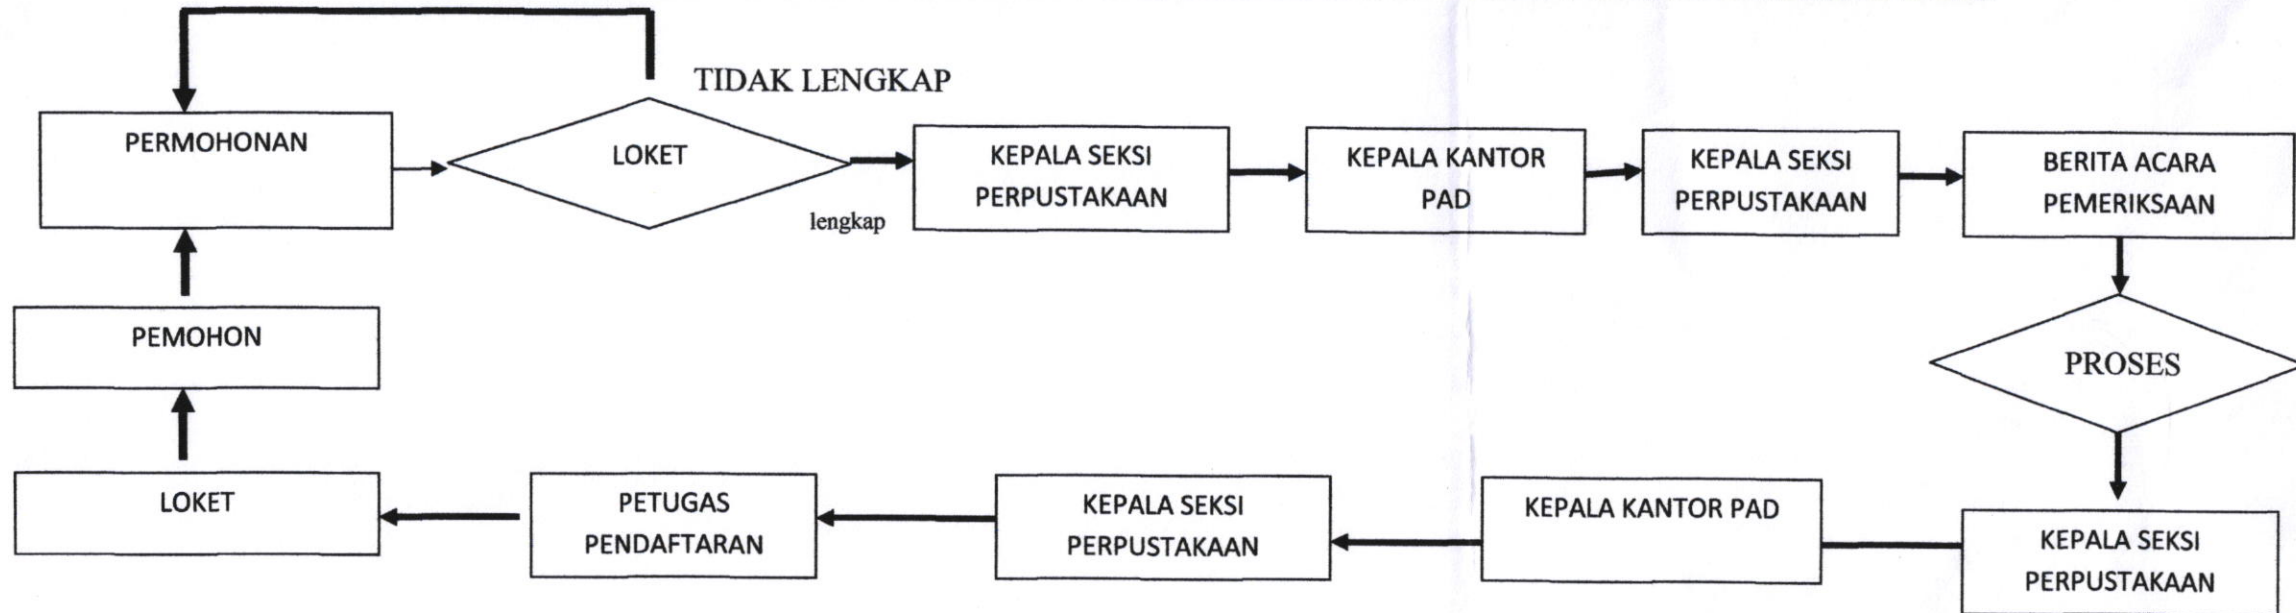 TIDAK LENGKAP
PERMOHONAN
LOKET
lengkap
KEPALA SEKSI
PERPUSTAKAAN
KEPALA KANTOR
PAD
KEPALA SEKSI
PERPUSTAKAAN
BERITA ACARA
PEMERIKSAAN
PEMOHON
PROSES
LOKET
PETUGAS
PENDAFTARAN
KEPALA SEKSI
PERPUSTAKAAN
KEPALA KANTOR PAD
KEPALA SEKSI
PERPUSTAKAAN